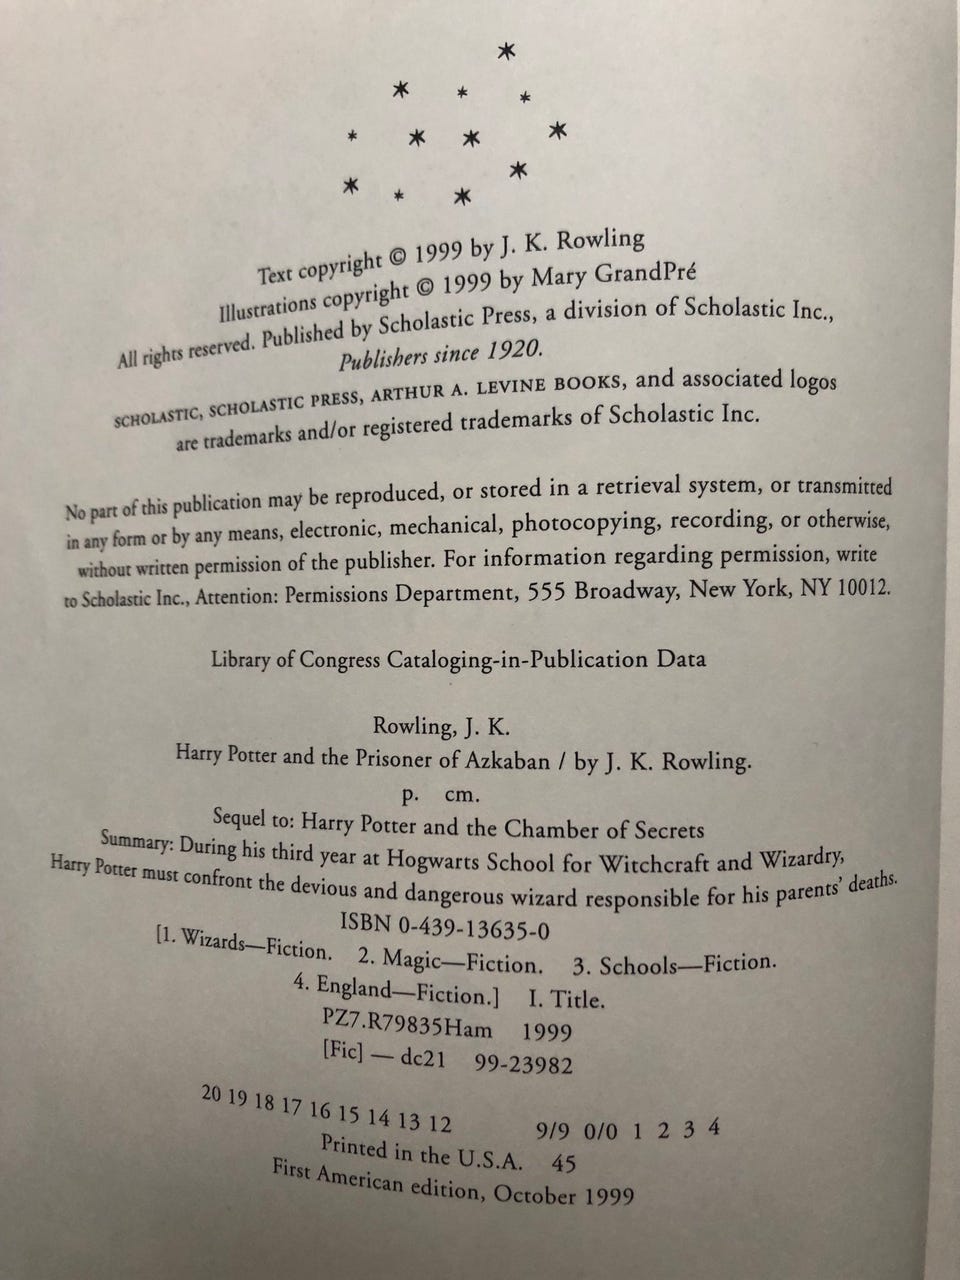 Text copyright © 1999 by J. K. Rowling
Illustrations copyright © 1999 by Mary GrandPré
All rights reserved. Published by Scholastic Press, a division of Scholastic Inc.,
Publishers since 1920.
SCHOLASTIC, SCHOLASTIC PRESS, ARTHUR A. LEVINE BOOKS, and associated logos
are trademarks and/or registered trademarks of Scholastic Inc.
No part of this publication may be reproduced, or stored in a retrieval system, or transmitted
in any form or by any means, electronic, mechanical, photocopying, recording, or otherwise,
without written permission of the publisher. For information regarding permission, write
to Scholastic Inc., Attention: Permissions Department, 555 Broadway, New York, NY 10012.
Library of Congress Cataloging-in-Publication Data
Rowling, J. K.
Harry Potter and the Prisoner of Azkaban / by J. K. Rowling.
p. cm.
Sequel to: Harry Potter and the Chamber of Secrets
Summary: During his third year at Hogwarts School for Witchcraft and Wizardry,
Harry Potter must confront the devious and dangerous wizard responsible for his parents' deaths.
ISBN 0-439-13635-0
[1. Wizards—Fiction. 2. Magic—Fiction. 3. Schools—Fiction.
4. England—Fiction.] I. Title.
PZ7.R79835Ham 1999
[Fic] — dc21 99-23982
20 19 18 17 16 15 14 13 12 9/9 0/0 1 2 3 4
Printed in the U.S.A. 45
First American edition, October 1999